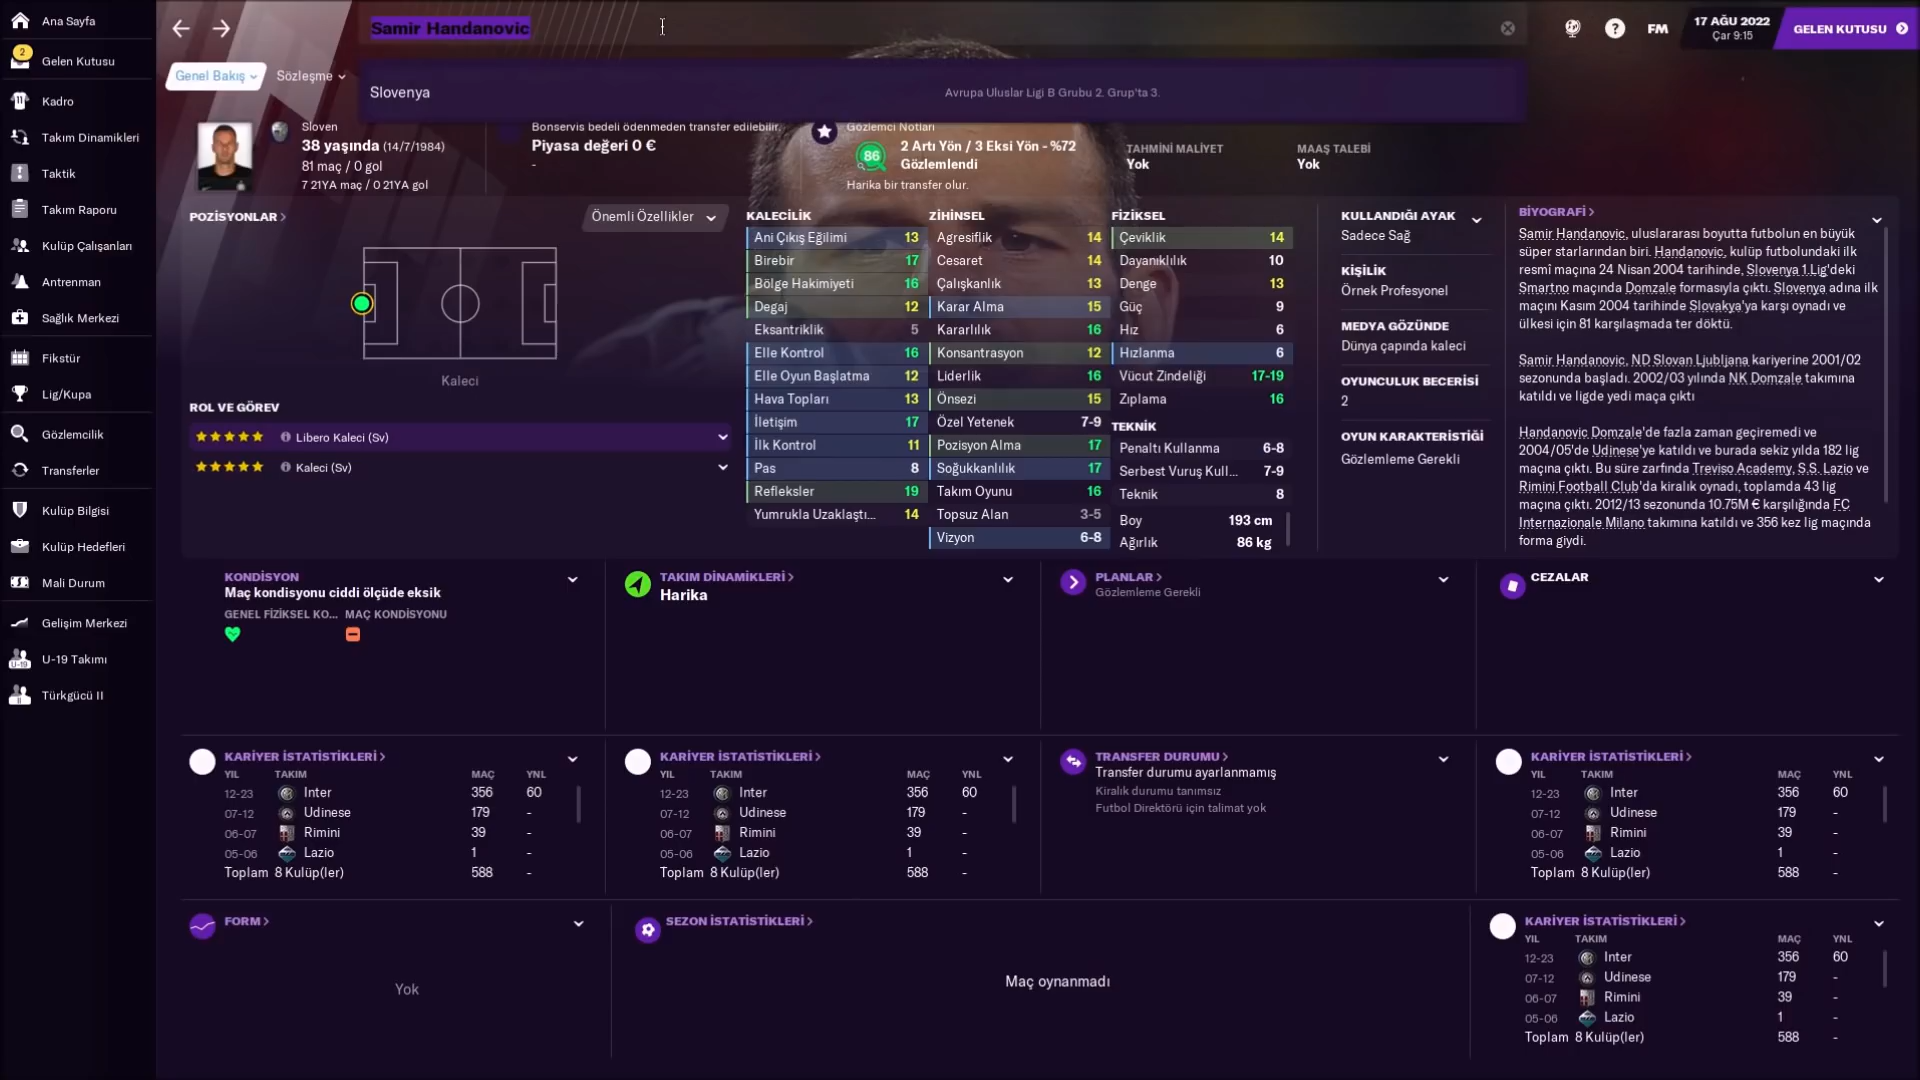 Ana Sayfa
2
Gelen Kutusu
Kadro
Takım Dinamikleri
Taktik
Takım Raporu
Kulüp Çalışanları
Antrenman
Sağlık Merkezi
Fikstür
Lig/Kupa
Gözlemcilik
Transferler
Kulüp Bilgisi
Kulüp Hedefleri
Mali Durum
Gelişim Merkezi
U-19 Takımı
Türkgücü II
Samir Handanovic
FM
17 AĞU 2022
Çar 9:15
GELEN KUTUSU
Genel Bakış
Sözleşme
Slovenya
Avrupa Uluslar Ligi B Grubu 2. Grup'ta 3.
Sloven
38 yaşında (14/7/1984)
81 maç / 0 gol
7 21YA maç / 0 21YA gol
Bonservis bedeli ödenmeden transfer edilebilir.
Piyasa değeri 0 €
-
Gözlemci Notları
86
2 Artı Yön / 3 Eksi Yön - %72
Gözlemlendi
Harika bir transfer olur.
TAHMİNİ MALİYET
Yok
MAAŞ TALEBİ
Yok
POZİSYONLAR
Önemli Özellikler
Kaleci
ROL VE GÖREV
Libero Kaleci (Sv)
Kaleci (Sv)
KALECİLİK
Ani Çıkış Eğilimi 13
Birebir 17
Bölge Hakimiyeti 16
Degaj 12
Eksantriklik 5
Elle Kontrol 16
Elle Oyun Başlatma 12
Hava Topları 13
İletişim 17
İlk Kontrol 11
Pas 8
Refleksler 19
Yumrukla Uzaklaştı... 14
ZİHİNSEL
Agresiflik 14
Cesaret 14
Çalışkanlık 13
Karar Alma 15
Kararlılık 16
Konsantrasyon 12
Liderlik 16
Önsezi 15
Özel Yetenek 7-9
Pozisyon Alma 17
Soğukkanlılık 17
Takım Oyunu 16
Topsuz Alan 3-5
Vizyon 6-8
FİZİKSEL
Çeviklik 14
Dayanıklılık 10
Denge 13
Güç 9
Hız 6
Hızlanma 6
Vücut Zindeliği 17-19
Zıplama 16
TEKNİK
Penaltı Kullanma 6-8
Serbest Vuruş Kull... 7-9
Teknik 8
Boy 193 cm
Ağırlık 86 kg
KULLANDIĞI AYAK
Sadece Sağ
KİŞİLİK
Örnek Profesyonel
MEDYA GÖZÜNDE
Dünya çapında kaleci
OYUNCULUK BECERİSİ
2
OYUN KARAKTERİSTİĞİ
Gözlemleme Gerekli
BİYOGRAFİ
Samir Handanovic, uluslararası boyutta futbolun en büyük
süper starlarından biri. Handanovic, kulüp futbolundaki ilk
resmî maçına 24 Nisan 2004 tarihinde, Slovenya 1.Lig'deki
Smartno maçında Domzale formasıyla çıktı. Slovenya adına ilk
maçını Kasım 2004 tarihinde Slovakya'ya karşı oynadı ve
ülkesi için 81 karşılaşmada ter döktü.
Samir Handanovic, ND Slovan Ljubljana kariyerine 2001/02
sezonunda başladı. 2002/03 yılında NK Domzale takımına
katıldı ve ligde yedi maça çıktı
Handanovic Domzale'de fazla zaman geçiremedi ve
2004/05'de Udinese'ye katıldı ve burada sekiz yılda 182 lig
maçına çıktı. Bu süre zarfında Treviso Academy, S.S. Lazio ve
Rimini Football Club'da kiralık oynadı, toplamda 43 lig
maçına çıktı. 2012/13 sezonunda 10.75M € karşılığında FC
Internazionale Milano takımına katıldı ve 356 kez lig maçında
forma giydi.
KONDİSYON
Maç kondisyonu ciddi ölçüde eksik
GENEL FİZİKSEL KO... MAÇ KONDİSYONU
TAKIM DİNAMİKLERİ
Harika
PLANLAR
Gözlemleme Gerekli
CEZALAR
KARİYER İSTATİSTİKLERİ
YIL TAKIM MAÇ YNL
12-23 Inter 356 60
07-12 Udinese 179 -
06-07 Rimini 39 -
05-06 Lazio 1 -
Toplam 8 Kulüp(ler) 588 -
KARİYER İSTATİSTİKLERİ
YIL TAKIM MAÇ YNL
12-23 Inter 356 60
07-12 Udinese 179 -
06-07 Rimini 39 -
05-06 Lazio 1 -
Toplam 8 Kulüp(ler) 588 -
TRANSFER DURUMU
Transfer durumu ayarlanmamış
Kiralık durumu tanımsız
Futbol Direktörü için talimat yok
KARİYER İSTATİSTİKLERİ
YIL TAKIM MAÇ YNL
12-23 Inter 356 60
07-12 Udinese 179 -
06-07 Rimini 39 -
05-06 Lazio 1 -
Toplam 8 Kulüp(ler) 588 -
FORM
Yok
SEZON İSTATİSTİKLERİ
Maç oynanmadı
KARİYER İSTATİSTİKLERİ
YIL TAKIM MAÇ YNL
12-23 Inter 356 60
07-12 Udinese 179 -
06-07 Rimini 39 -
05-06 Lazio 1 -
Toplam 8 Kulüp(ler) 588 -